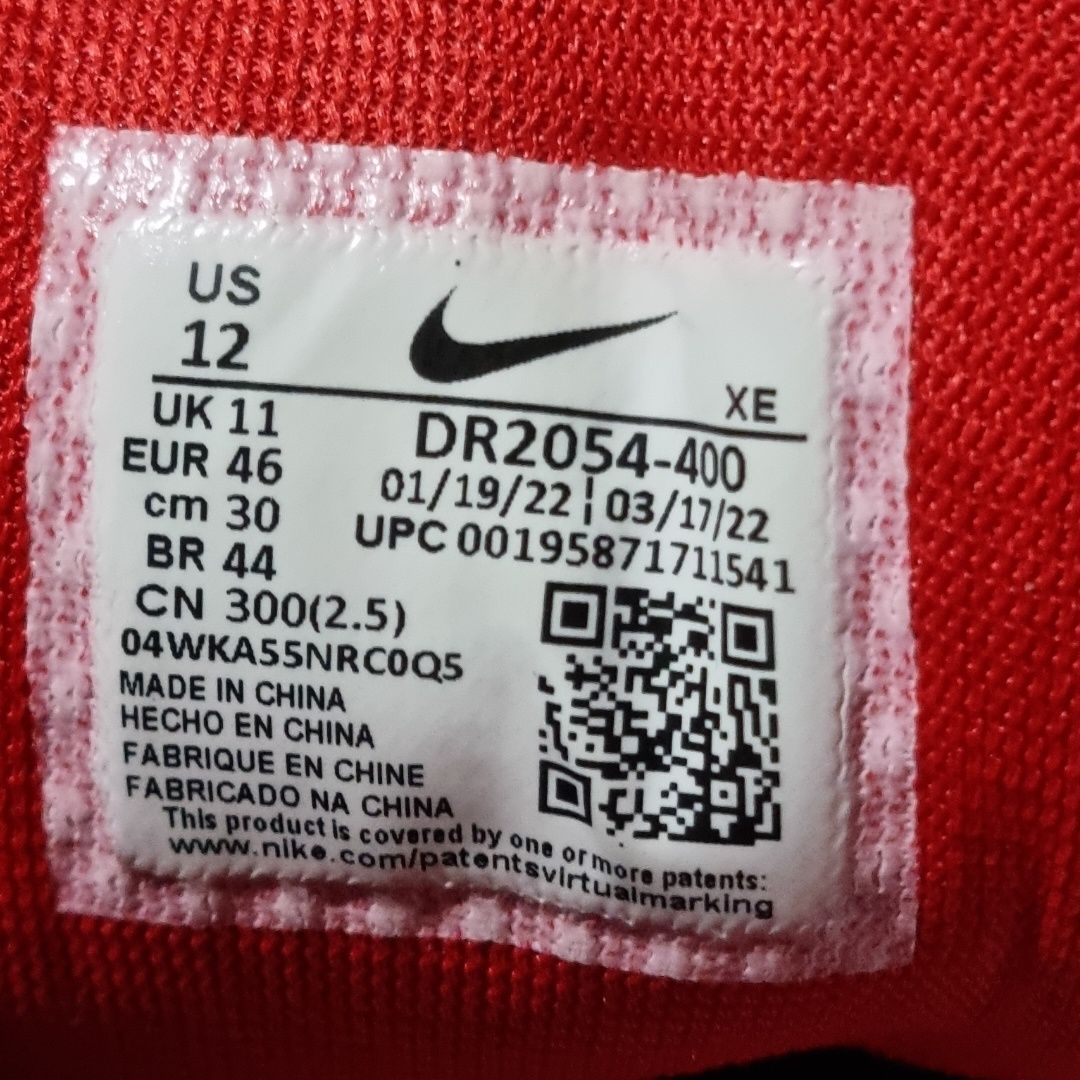 US
12
XE
UK 11
EUR 46
cm 30
BR 44
CN 300(2.5)
DR2054-400
01/19/22 ¦ 03/17/22
UPC 00195871711541
04WKA55NRC0Q5
MADE IN CHINA
HECHO EN CHINA
FABRIQUE EN CHINE
FABRICADO NA CHINA
This product is covered by one or more patents:
www.nike.com/patentsvirtualmarking